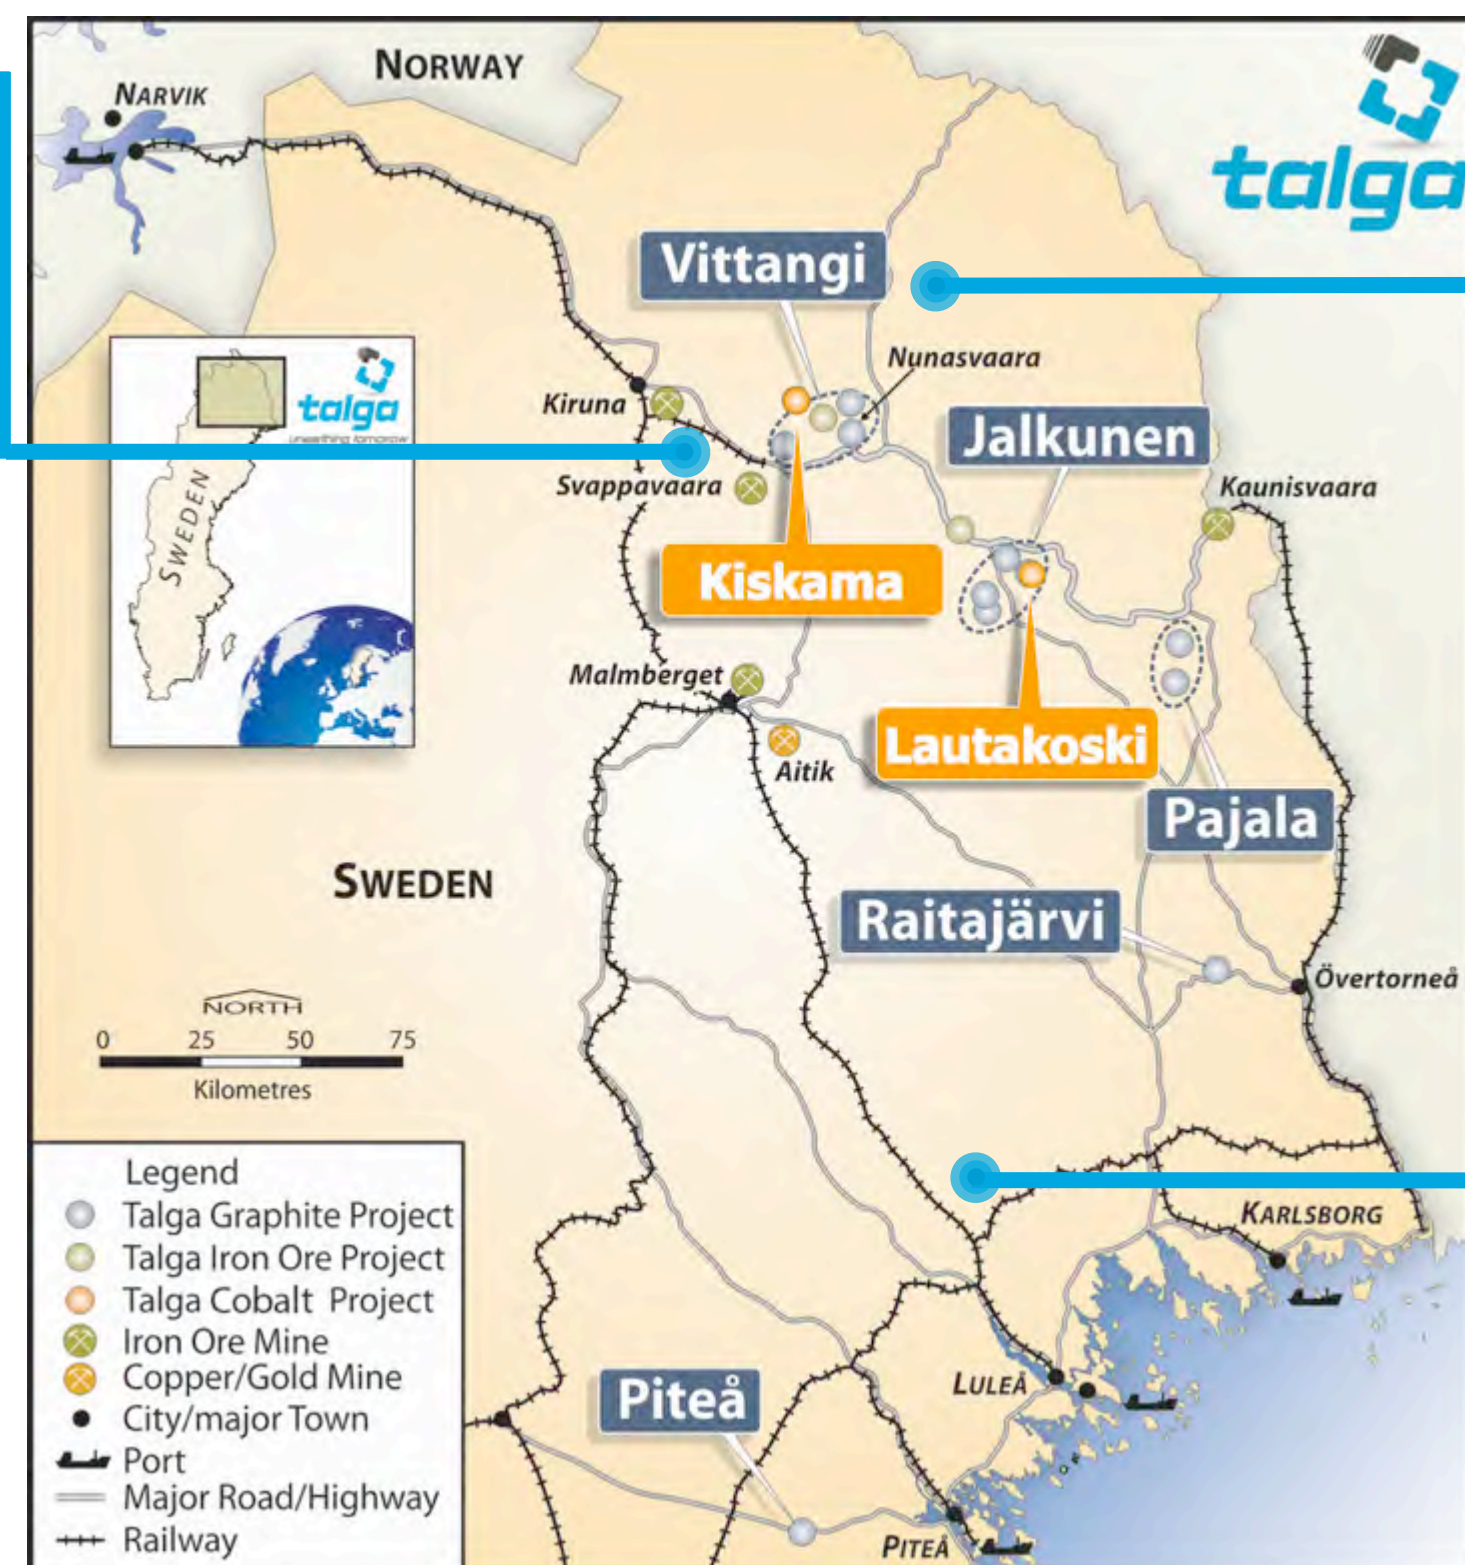 NORWAY
NARVIK
talga
Vittangi
Nunasvaara
Kiruna
Jalkunen
talga
unearthing tomorrow
Svappavaara
Kaunisvaara
SWEDEN
Kiskama
Malmberget
Lautakoski
Aitik
Pajala
SWEDEN
Raitajärvi
Övertorneå
NORTH
0 25 50 75
Kilometres
Legend
Talga Graphite Project
Talga Iron Ore Project
Talga Cobalt Project
Iron Ore Mine
Copper/Gold Mine
City/major Town
Port
Major Road/Highway
Railway
KARLSBORG
LULEÅ
Piteå
PITEÅ